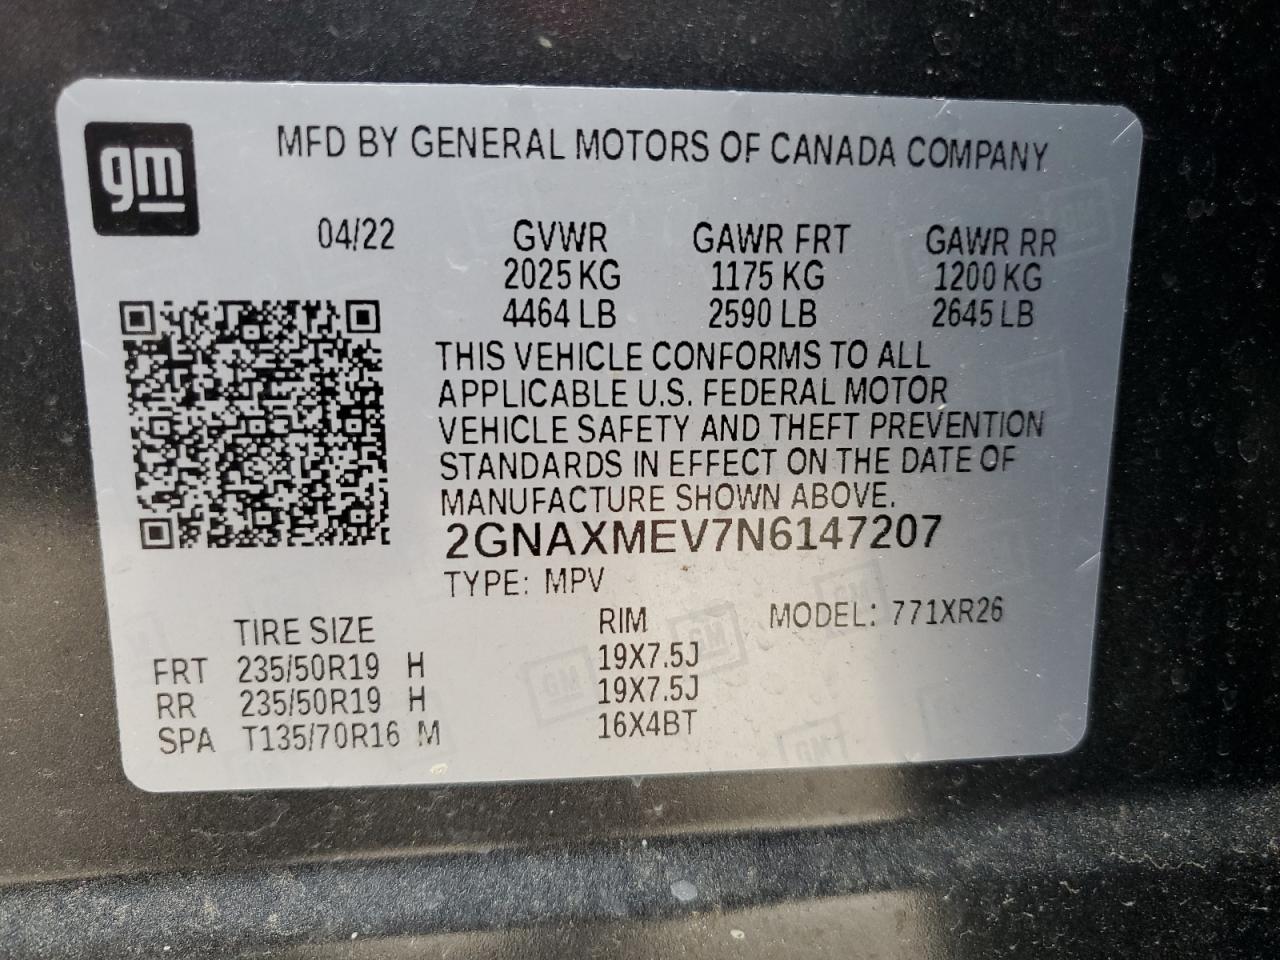 gm
MFD BY GENERAL MOTORS OF CANADA COMPANY
04/22 GVWR GAWR FRT GAWR RR
2025 KG 1175 KG 1200 KG
4464 LB 2590 LB 2645 LB
THIS VEHICLE CONFORMS TO ALL
APPLICABLE U.S. FEDERAL MOTOR
VEHICLE SAFETY AND THEFT PREVENTION
STANDARDS IN EFFECT ON THE DATE OF
MANUFACTURE SHOWN ABOVE.
2GNAXMEV7N6147207
TYPE: MPV
TIRE SIZE RIM MODEL: 771XR26
FRT 235/50R19 H 19X7.5J
RR 235/50R19 H 19X7.5J
SPA T135/70R16 M 16X4BT